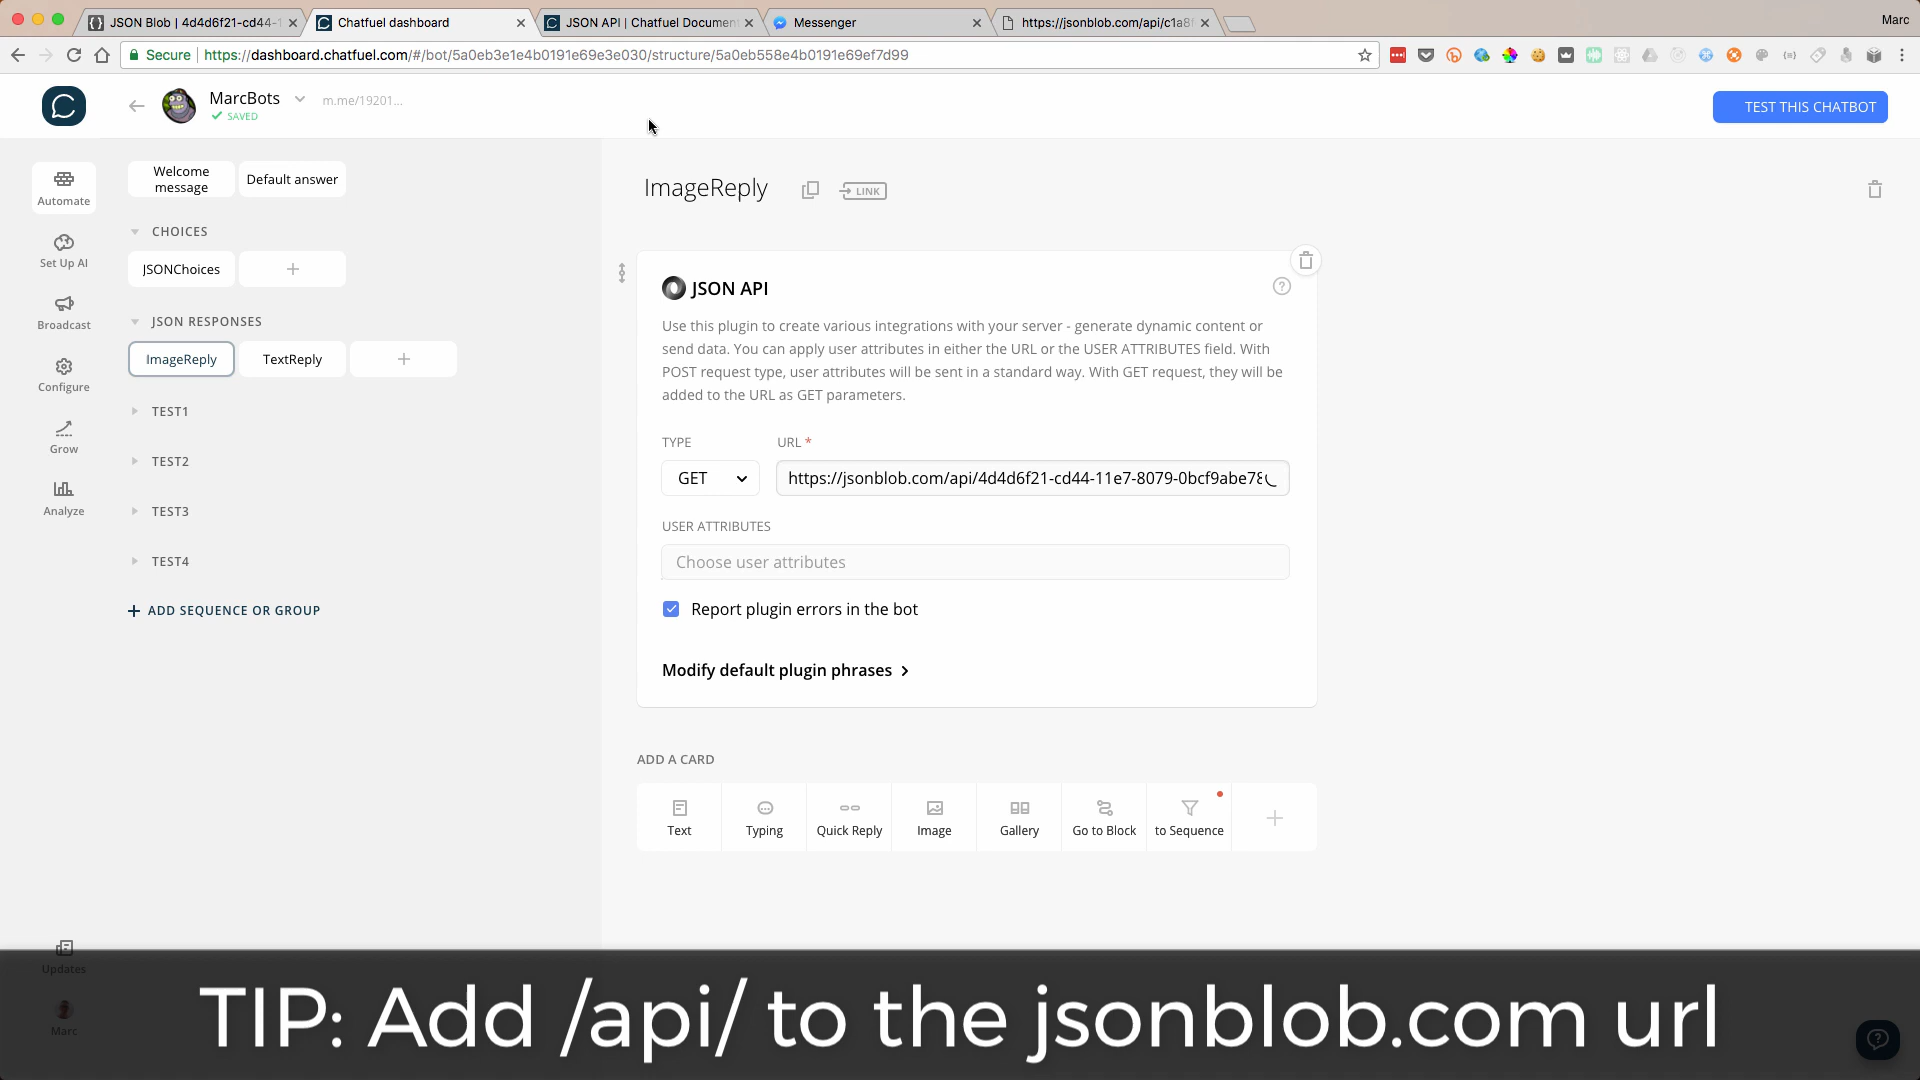 JSON Blob | 4d4d6f21-cd44-1
Chatfuel dashboard
JSON API | Chatfuel Documen
Messenger
https://jsonblob.com/api/c1a8
Marc
Secure
https://dashboard.chatfuel.com/#/bot/5a0eb3e1e4b0191e69e3e030/structure/5a0eb558e4b0191e69ef7d99
MarcBots
SAVED
m.me/19201...
TEST THIS CHATBOT
Automate
Set Up AI
Broadcast
Configure
Grow
Analyze
Updates
Marc
Welcome
message
Default answer
CHOICES
JSONChoices
JSON RESPONSES
ImageReply
TextReply
TEST1
TEST2
TEST3
TEST4
ADD SEQUENCE OR GROUP
ImageReply
LINK
JSON API
Use this plugin to create various integrations with your server - generate dynamic content or
send data. You can apply user attributes in either the URL or the USER ATTRIBUTES field. With
POST request type, user attributes will be sent in a standard way. With GET request, they will be
added to the URL as GET parameters.
TYPE
URL *
GET
https://jsonblob.com/api/4d4d6f21-cd44-11e7-8079-0bcf9abe78
USER ATTRIBUTES
Choose user attributes
Report plugin errors in the bot
Modify default plugin phrases
ADD A CARD
Text
Typing
Quick Reply
Image
Gallery
Go to Block
to Sequence
TIP: Add /api/ to the jsonblob.com url